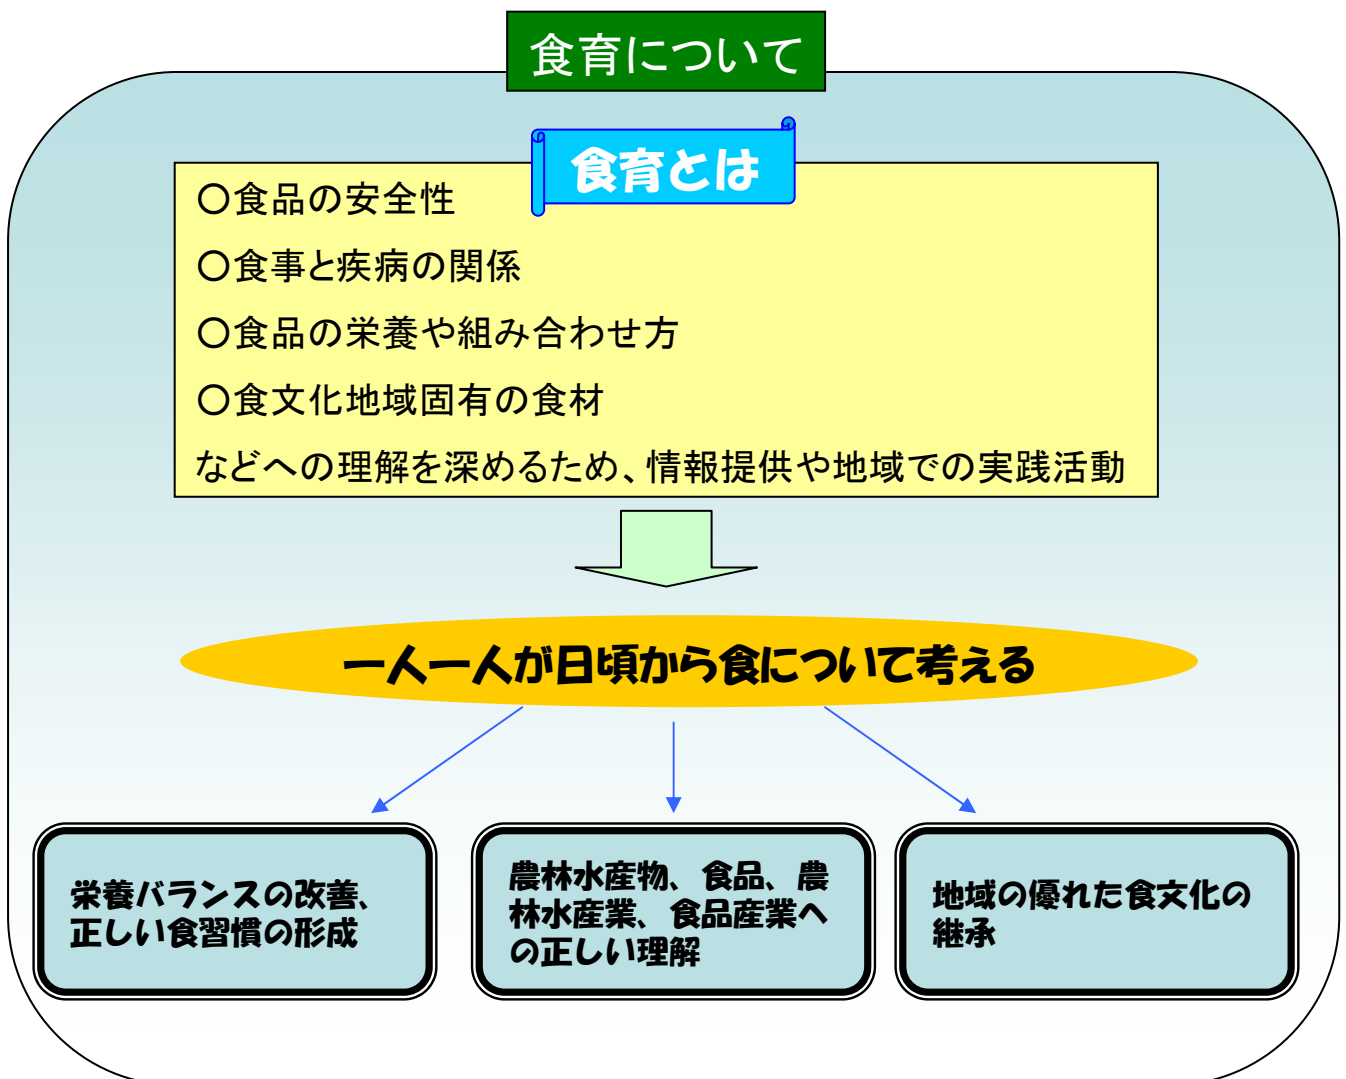 食育について
食育とは
○食品の安全性
○食事と疾病の関係
○食品の栄養や組み合わせ方
○食文化地域固有の食材
などへの理解を深めるため、情報提供や地域での実践活動
一人一人が日頃から食について考える
栄養バランスの改善、
正しい食習慣の形成
農林水産物、食品、農
林水産業、食品産業へ
の正しい理解
地域の優れた食文化の
継承